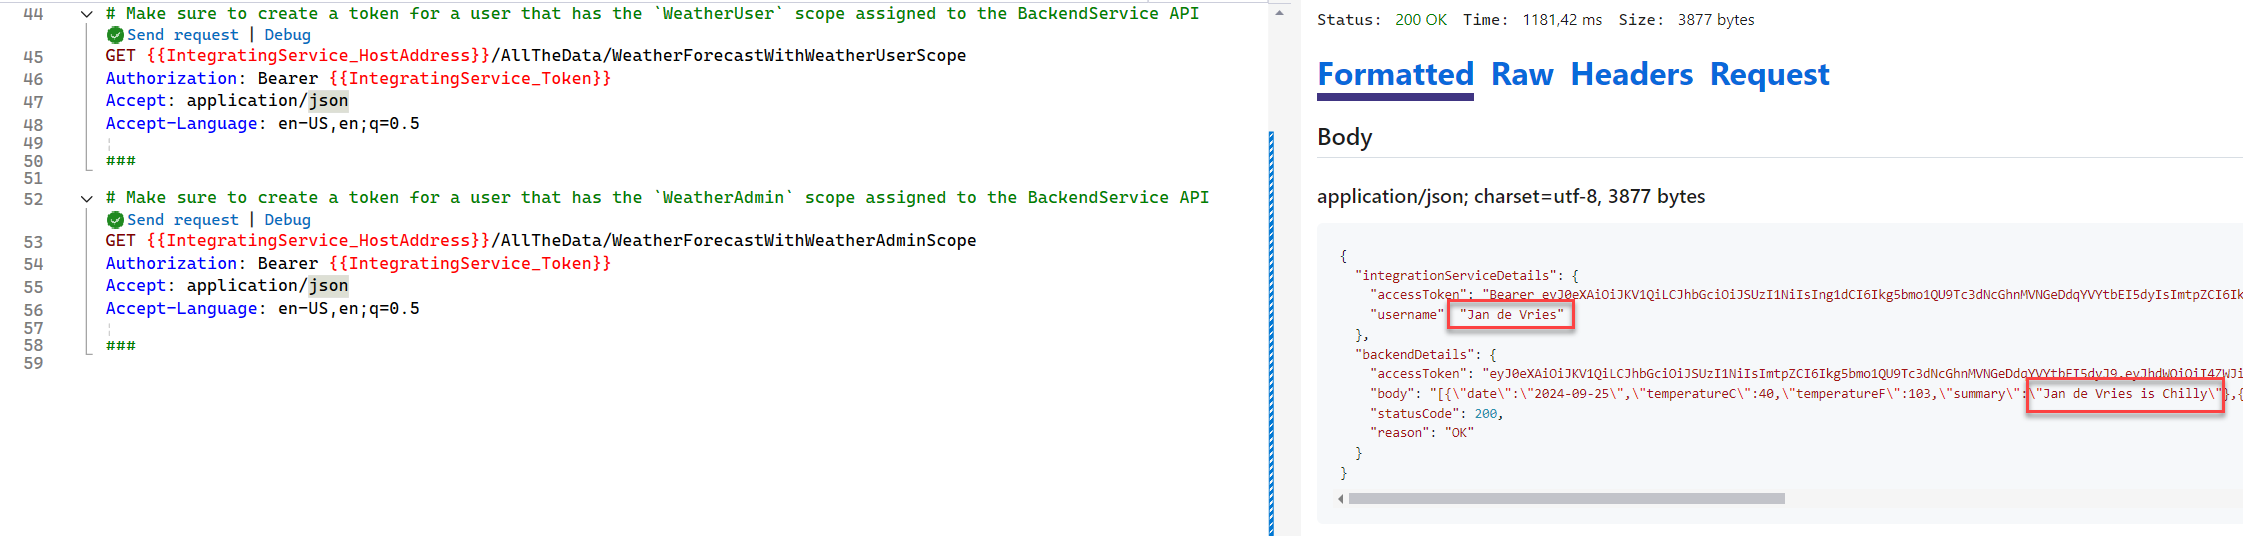 44 # Make sure to create a token for a user that has the `WeatherUser` scope assigned to the BackendService API
Send request | Debug
45 GET {{IntegratingService_HostAddress}}/AllTheData/WeatherForecastWithWeatherUserScope
46 Authorization: Bearer {{IntegratingService_Token}}
47 Accept: application/json
48 Accept-Language: en-US,en;q=0.5
49
50 ###
51
52 # Make sure to create a token for a user that has the `WeatherAdmin` scope assigned to the BackendService API
Send request | Debug
53 GET {{IntegratingService_HostAddress}}/AllTheData/WeatherForecastWithWeatherAdminScope
54 Authorization: Bearer {{IntegratingService_Token}}
55 Accept: application/json
56 Accept-Language: en-US,en;q=0.5
57
58 ###
59
Status: 200 OK Time: 1181,42 ms Size: 3877 bytes
Formatted Raw Headers Request
Body
application/json; charset=utf-8, 3877 bytes
{
"integrationServiceDetails": {
"accessToken": "Bearer
"username" "Jan de Vries"
},
"backendDetails": {
"accessToken":
"body": "[{\"date\":\"2024-09-25\",\"temperatureC\":40,\"temperatureF\":103,\"summary\":\"Jan de Vries is Chilly\"},{
"statusCode": 200,
"reason": "OK"
}
}